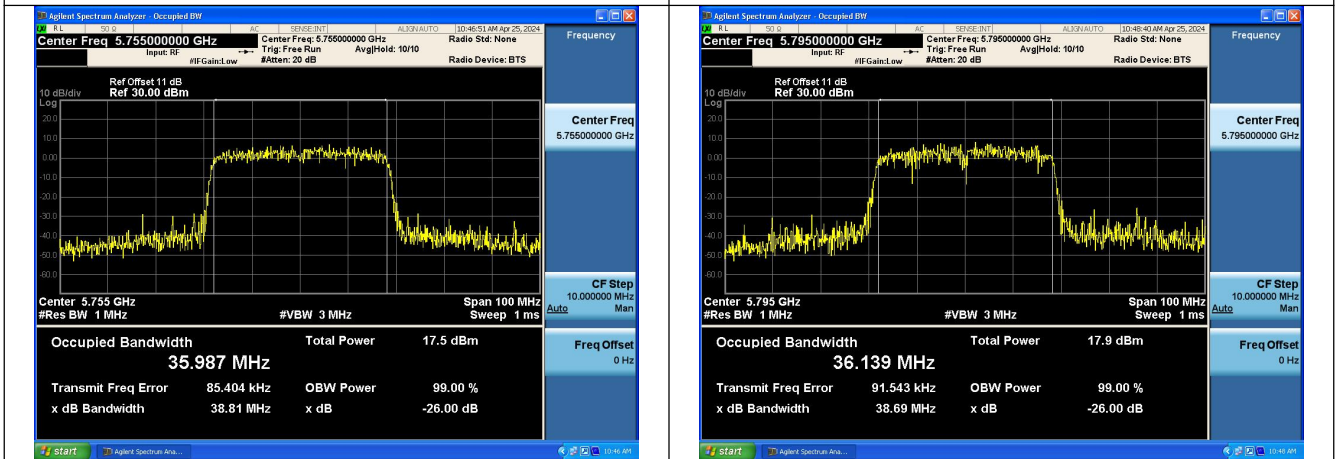 Agilent Spectrum Analyzer - Occupied BW
RL 50 Ω AC SENSE:INT ALIGN AUTO 10:46:51 AM Apr 25, 2024
Center Freq 5.755000000 GHz Center Freq: 5.755000000 GHz Radio Std: None Frequency
Input: RF Trig: Free Run Avg|Hold: 10/10
#IFGain:Low #Atten: 20 dB Radio Device: BTS
Ref Offset 11 dB
10 dB/div Ref 30.00 dBm
Log
20.0
10.0
0.00
-10.0
-20.0
-30.0
-40.0
-50.0
-60.0
Center Freq
5.755000000 GHz
CF Step
10.000000 MHz
Auto Man
Freq Offset
0 Hz
Center 5.755 GHz Span 100 MHz
#Res BW 1 MHz #VBW 3 MHz Sweep 1 ms
Occupied Bandwidth Total Power 17.5 dBm
35.987 MHz
Transmit Freq Error 85.404 kHz OBW Power 99.00 %
x dB Bandwidth 38.81 MHz x dB -26.00 dB
start Agilent Spectrum Ana... 10:46 AM
Agilent Spectrum Analyzer - Occupied BW
RL 50 Ω AC SENSE:INT ALIGN AUTO 10:48:40 AM Apr 25, 2024
Center Freq 5.795000000 GHz Center Freq: 5.795000000 GHz Radio Std: None Frequency
Input: RF Trig: Free Run Avg|Hold: 10/10
#IFGain:Low #Atten: 20 dB Radio Device: BTS
Ref Offset 11 dB
10 dB/div Ref 30.00 dBm
Log
20.0
10.0
0.00
-10.0
-20.0
-30.0
-40.0
-50.0
-60.0
Center Freq
5.795000000 GHz
CF Step
10.000000 MHz
Auto Man
Freq Offset
0 Hz
Center 5.795 GHz Span 100 MHz
#Res BW 1 MHz #VBW 3 MHz Sweep 1 ms
Occupied Bandwidth Total Power 17.9 dBm
36.139 MHz
Transmit Freq Error 91.543 kHz OBW Power 99.00 %
x dB Bandwidth 38.69 MHz x dB -26.00 dB
start Agilent Spectrum Ana... 10:48 AM